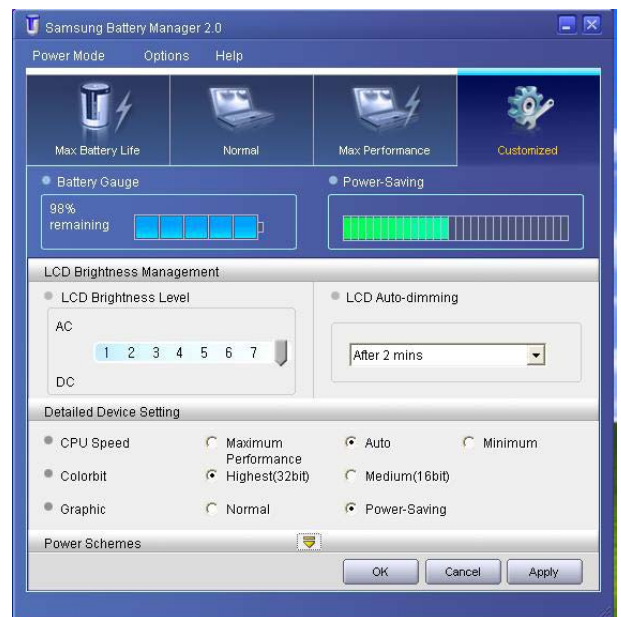 Samsung Battery Manager 2.0
Power Mode Options Help
Max Battery Life Normal Max Performance Customized
Battery Gauge Power-Saving
98%
remaining
LCD Brightness Management
LCD Brightness Level LCD Auto-dimming
AC
1 2 3 4 5 6 7
After 2 mins
DC
Detailed Device Setting
CPU Speed Maximum Performance Auto Minimum
Colorbit Highest(32bit) Medium(16bit)
Graphic Normal Power-Saving
Power Schemes
OK Cancel Apply